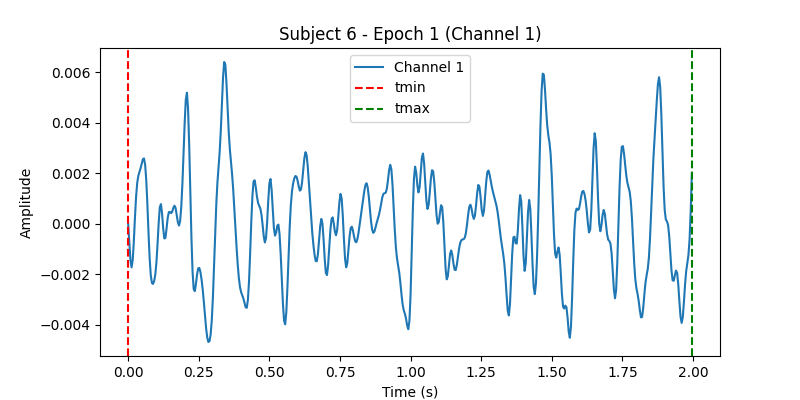 Subject 6 - Epoch 1 (Channel 1)
Channel 1
tmin
tmax
0.006
0.004
0.002
0.000
−0.002
−0.004
Amplitude
0.00 0.25 0.50 0.75 1.00 1.25 1.50 1.75 2.00
Time (s)